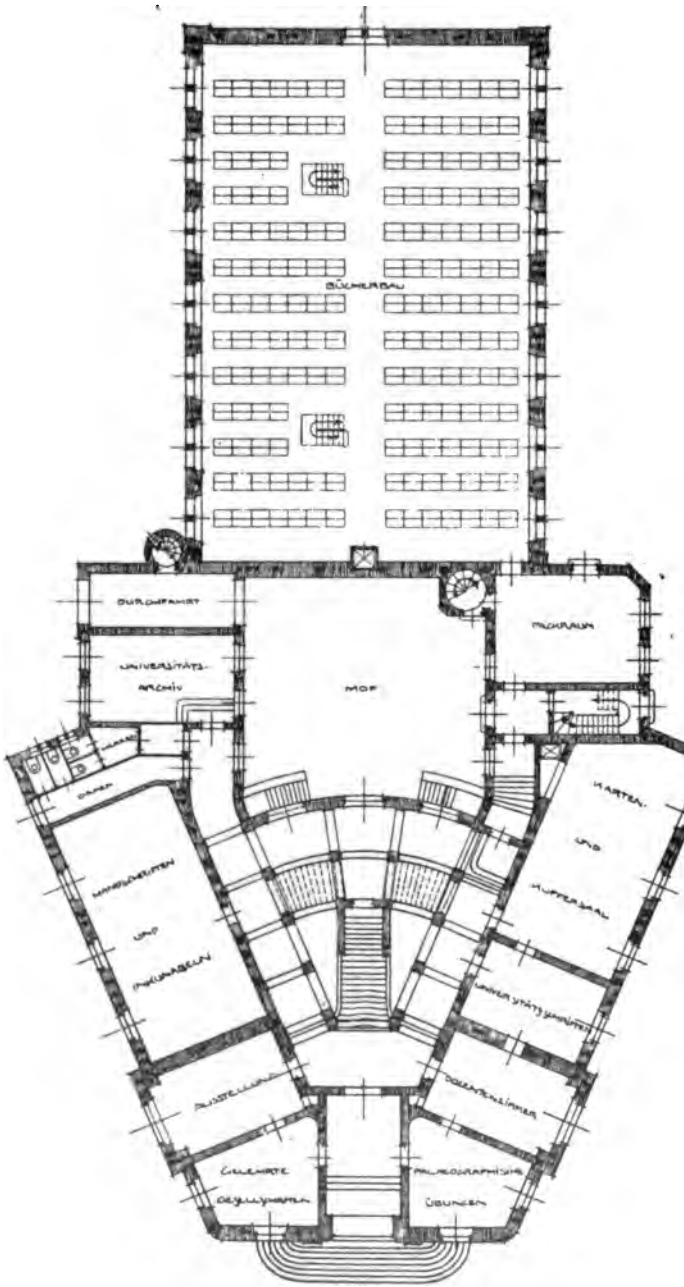 BÜCHERBAU
DURCHFAHRT
UNIVERSITÄTS-
ARCHIV
HOF
PACKRAUM
DAMEN
HANDSCHRIFTEN
UND
INKUNABELN
KARTEN-
UND
KUPFERSAAL
UNIVERSITÄTSSCHRIFTEN
AUSSTELLUNG
DOZENTENZIMMER
GELEHRTE
GESELLSCHAFTEN
PALAEOGRAPHISCHE
ÜBUNGEN